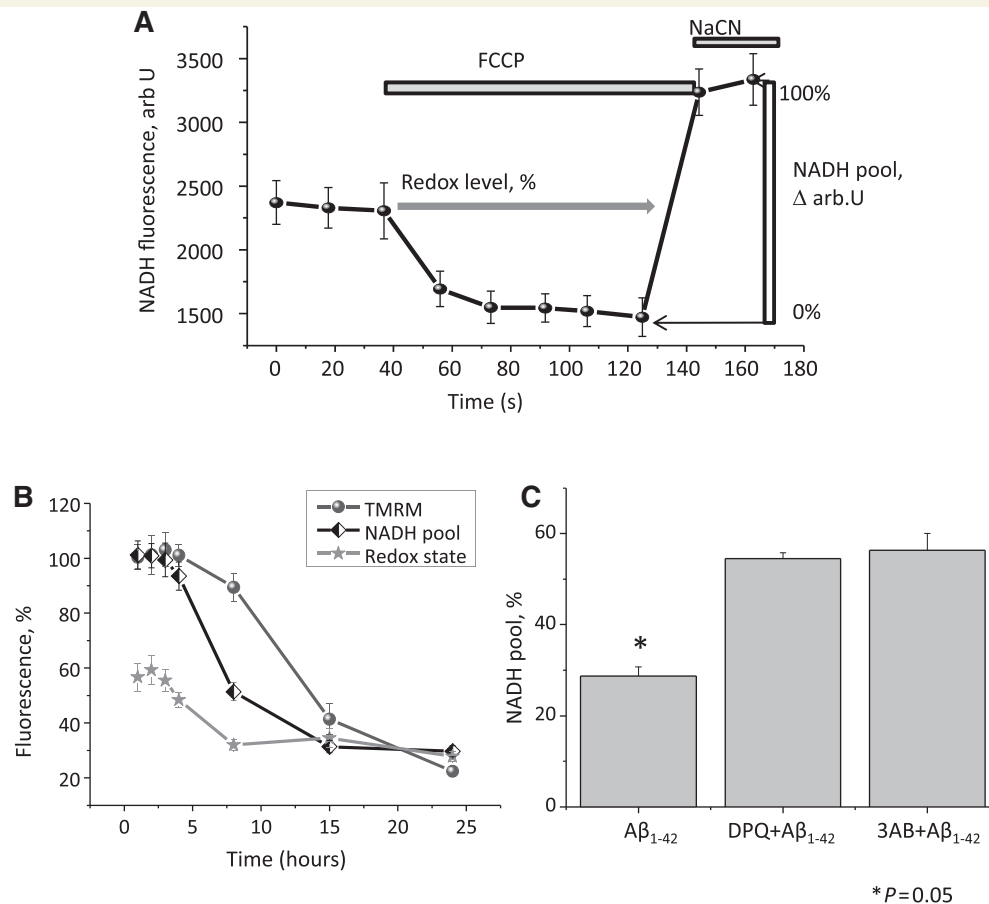 A
NADH fluorescence, arb U
3500
3000
2500
2000
1500
FCCP
NaCN
Redox level, %
100%
NADH pool,
Δ arb.U
0%
0 20 40 60 80 100 120 140 160 180
Time (s)
B
Fluorescence, %
120
100
80
60
40
20
TMRM
NADH pool
Redox state
0 5 10 15 20 25
Time (hours)
C
NADH pool, %
60
40
20
0
*
Aβ1-42 DPQ+Aβ1-42 3AB+Aβ1-42
*P=0.05